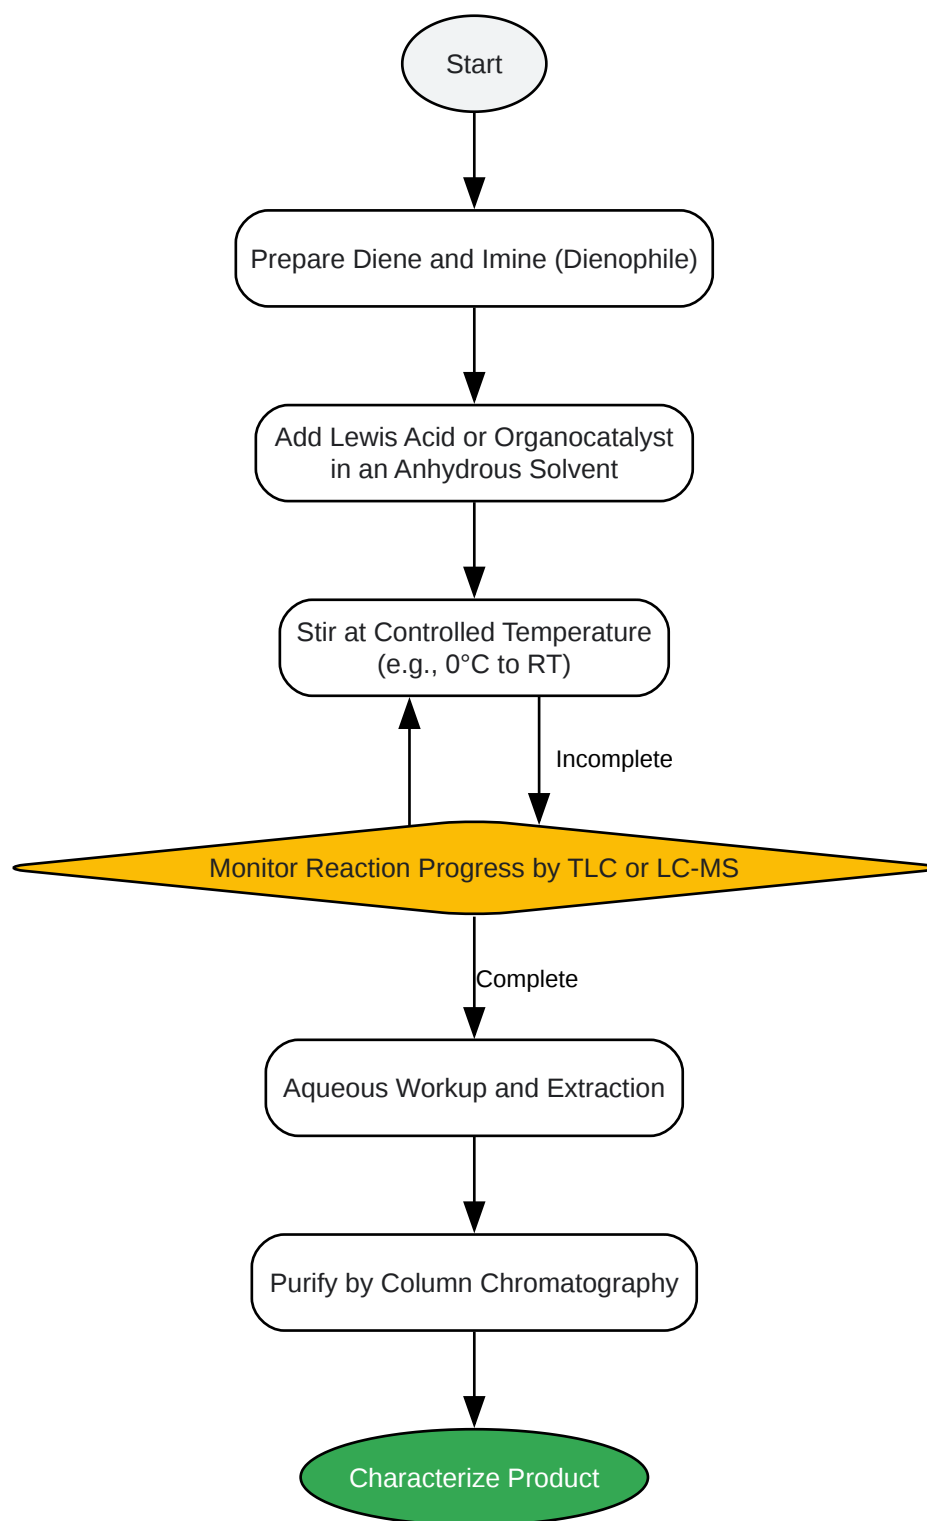 Start
Prepare Diene and Imine (Dienophile)
Add Lewis Acid or Organocatalyst
in an Anhydrous Solvent
Stir at Controlled Temperature
(e.g., 0°C to RT)
Incomplete
Monitor Reaction Progress by TLC or LC-MS
Complete
Aqueous Workup and Extraction
Purify by Column Chromatography
Characterize Product